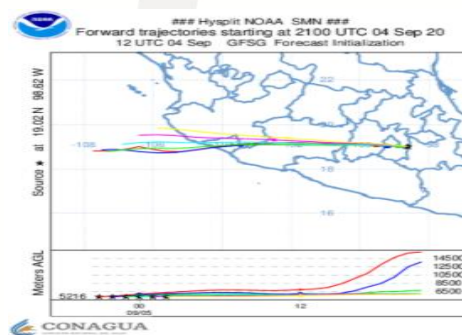 NOAA
### Hysplit NOAA SMN ###
Forward trajectories starting at 2100 UTC 04 Sep 20
12 UTC 04 Sep GFSG Forecast Initialization
Source ★ at 19.02 N 98.62 W
22
18
16
Meters AGL
14500
12500
10500
8500
6500
5216
00
12
09/05
CONAGUA